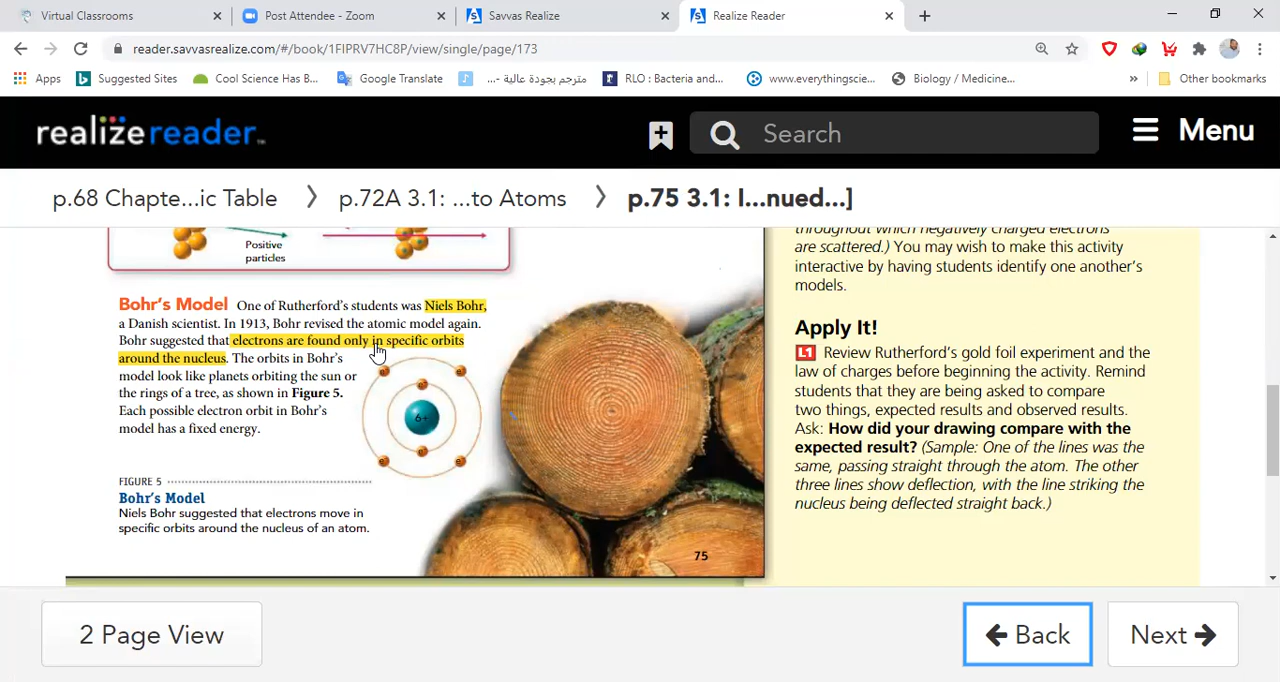 Virtual Classrooms
Post Attendee - Zoom
Savvas Realize
Realize Reader
reader.savvasrealize.com/#/book/1FIPRV7HC8P/view/single/page/173
Apps
Suggested Sites
Cool Science Has B...
Google Translate
مترجم بجودة عالية -...
RLO : Bacteria and...
www.everythingscie...
Biology / Medicine...
»
Other bookmarks
realizereader
Search
Menu
p.68 Chapte...ic Table
p.72A 3.1: ...to Atoms
p.75 3.1: I...nued...]
Positive
particles
Bohr's Model One of Rutherford's students was Niels Bohr,
a Danish scientist. In 1913, Bohr revised the atomic model again.
Bohr suggested that electrons are found only in specific orbits
around the nucleus. The orbits in Bohr's
model look like planets orbiting the sun or
the rings of a tree, as shown in Figure 5.
Each possible electron orbit in Bohr's
model has a fixed energy.
6+
FIGURE 5
Bohr's Model
Niels Bohr suggested that electrons move in
specific orbits around the nucleus of an atom.
75
throughout which negatively charged electrons
are scattered.) You may wish to make this activity
interactive by having students identify one another's
models.
Apply It!
L1 Review Rutherford's gold foil experiment and the
law of charges before beginning the activity. Remind
students that they are being asked to compare
two things, expected results and observed results.
Ask: How did your drawing compare with the
expected result? (Sample: One of the lines was the
same, passing straight through the atom. The other
three lines show deflection, with the line striking the
nucleus being deflected straight back.)
2 Page View
Back
Next